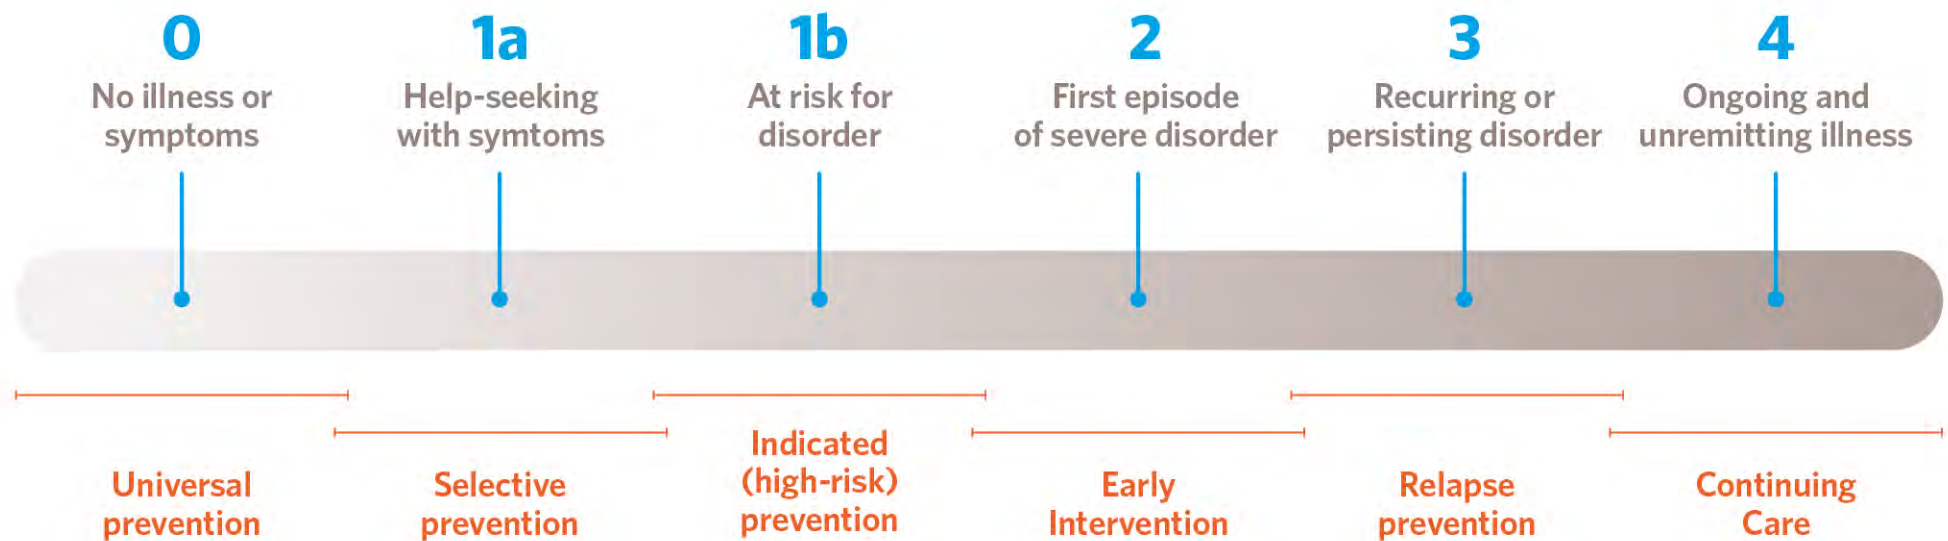 0
No illness or
symptoms
1a
Help-seeking
with symtoms
1b
At risk for
disorder
2
First episode
of severe disorder
3
Recurring or
persisting disorder
4
Ongoing and
unremitting illness
Universal
prevention
Selective
prevention
Indicated
(high-risk)
prevention
Early
Intervention
Relapse
prevention
Continuing
Care